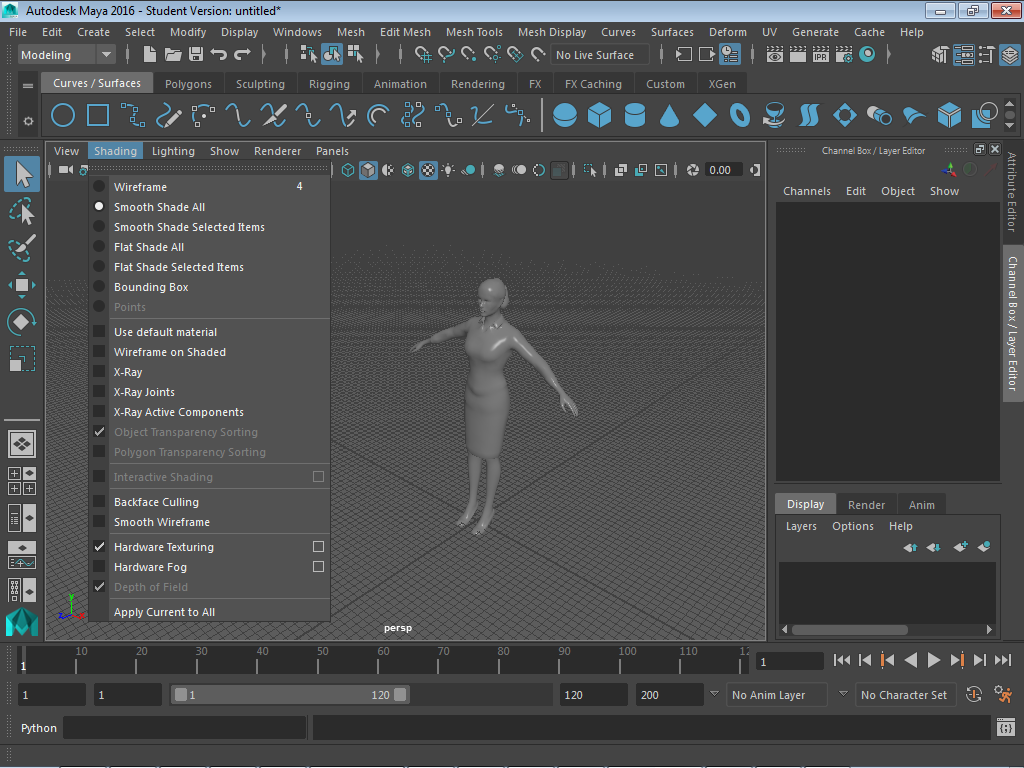 Autodesk Maya 2016 - Student Version: untitled*
File Edit Create Select Modify Display Windows Mesh Edit Mesh Mesh Tools Mesh Display Curves Surfaces Deform UV Generate Cache Help
Modeling No Live Surface IPR
Curves / Surfaces Polygons Sculpting Rigging Animation Rendering FX FX Caching Custom XGen
View Shading Lighting Show Renderer Panels
Channel Box / Layer Editor
0.00
Channels Edit Object Show
Attribute Editor
Channel Box / Layer Editor
Wireframe 4
Smooth Shade All
Smooth Shade Selected Items
Flat Shade All
Flat Shade Selected Items
Bounding Box
Points
Use default material
Wireframe on Shaded
X-Ray
X-Ray Joints
X-Ray Active Components
Object Transparency Sorting
Polygon Transparency Sorting
Interactive Shading
Backface Culling
Smooth Wireframe
Hardware Texturing
Hardware Fog
Depth of Field
Apply Current to All
persp
Display Render Anim
Layers Options Help
1 10 20 30 40 50 60 70 80 90 100 110 12
1
1 1 1 120 120 200 No Anim Layer No Character Set
Python